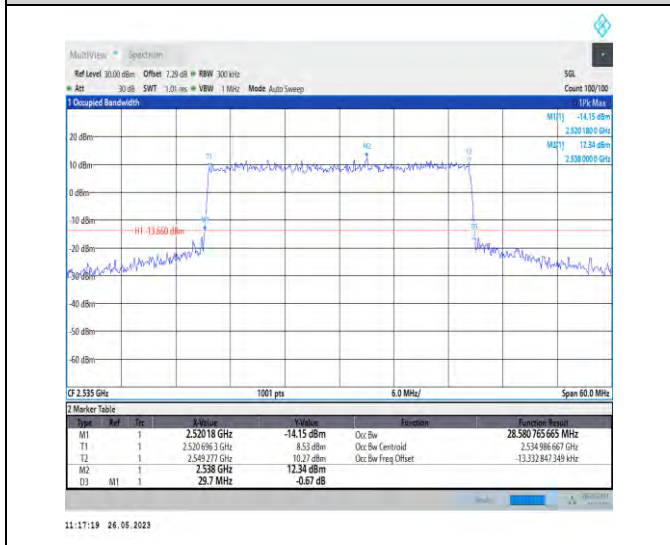 MultiView Spectrum
Ref Level 30.00 dBm Offset 7.29 dB RBW 300 kHz SGL
Att 30 dB SWT 1.01 ms VBW 1 MHz Mode Auto Sweep Count 100/100
1 Occupied Bandwidth 1Pk Max
M1[1] -14.15 dBm
2.520 180 0 GHz
M2[1] 12.34 dBm
2.538 000 0 GHz
20 dBm
M2
T1
T2
10 dBm
0 dBm
-10 dBm
M1
H1 -13.660 dBm
D3
-20 dBm
-30 dBm
-40 dBm
-50 dBm
-60 dBm
CF 2.535 GHz 1001 pts 6.0 MHz/ Span 60.0 MHz
2 Marker Table
Type Ref Trc X-Value Y-Value Function Function Result
M1 1 2.52018 GHz -14.15 dBm Occ Bw 28.580 765 665 MHz
T1 1 2.520 696 3 GHz 8.53 dBm Occ Bw Centroid 2.534 986 667 GHz
T2 1 2.549 277 GHz 10.27 dBm Occ Bw Freq Offset -13.332 847 349 kHz
M2 1 2.538 GHz 12.34 dBm
D3 M1 1 29.7 MHz -0.67 dB
11:17:19 26.05.2023